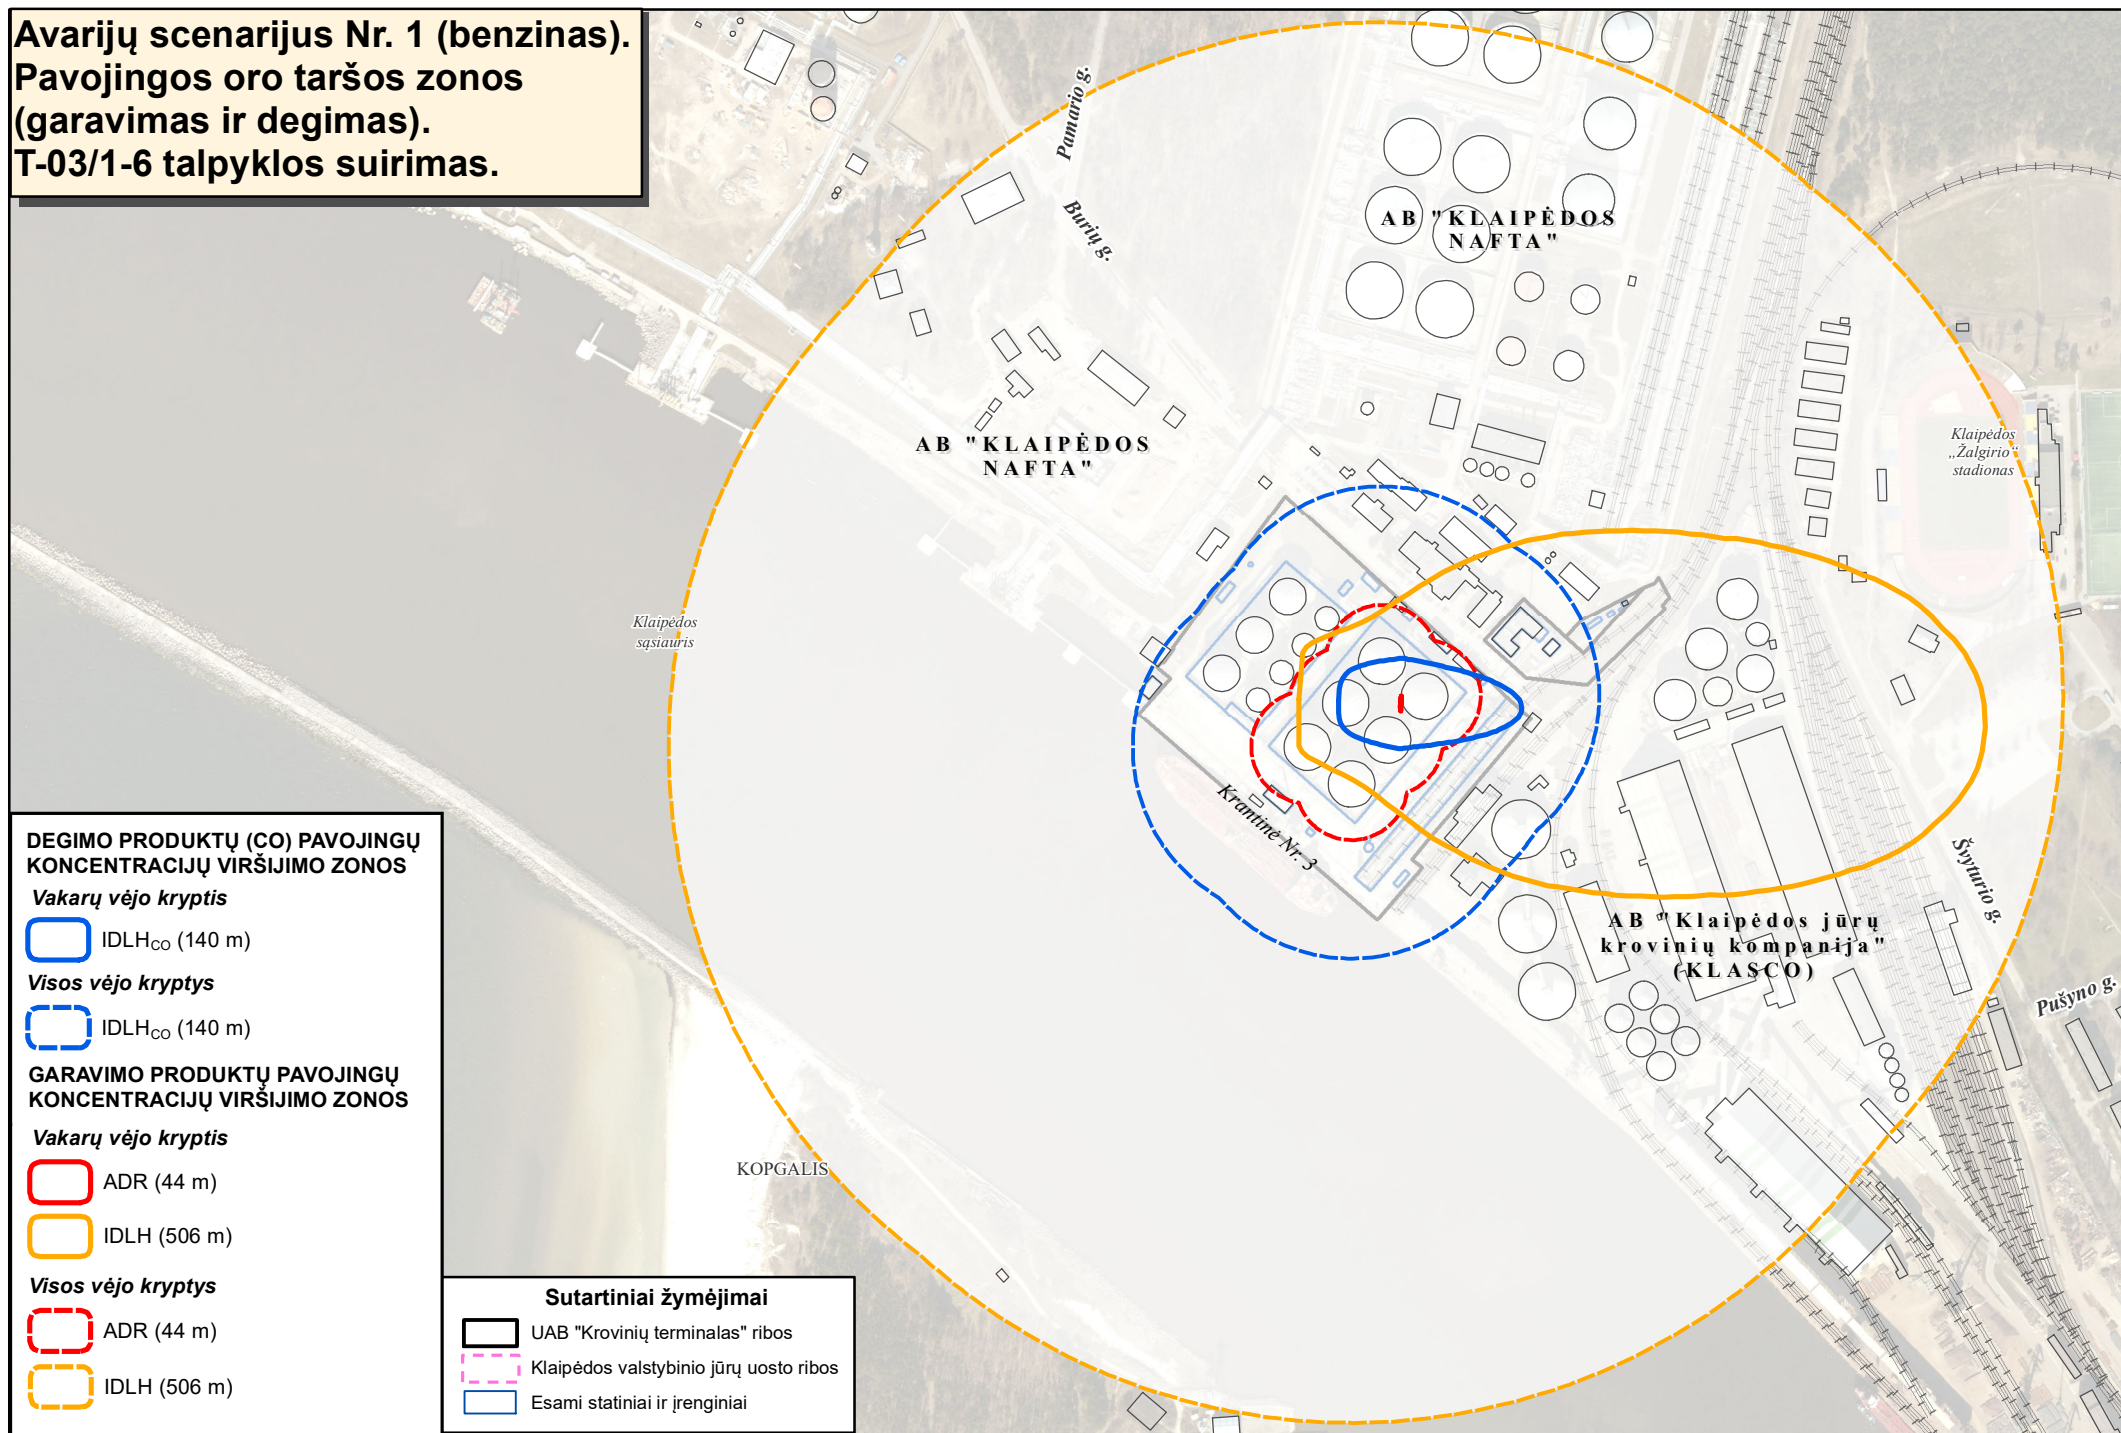 Avarijų scenarijus Nr. 1 (benzinas).
Pavojingos oro taršos zonos
(garavimas ir degimas).
T-03/1-6 talpyklos suirimas.
Pamario g.
Burių g.
AB "KLAIPĖDOS
NAFTA"
AB "KLAIPĖDOS
NAFTA"
Klaipėdos
„Žalgirio“
stadionas
Klaipėdos
sąsiauris
Krantinė Nr. 3
Švyturio g.
AB "Klaipėdos jūrų
krovinių kompanija"
(KLASCO)
Pušyno g.
KOPGALIS
DEGIMO PRODUKTŲ (CO) PAVOJINGŲ
KONCENTRACIJŲ VIRŠIJIMO ZONOS
Vakarų vėjo kryptis
IDLHCO (140 m)
Visos vėjo kryptys
IDLHCO (140 m)
GARAVIMO PRODUKTŲ PAVOJINGŲ
KONCENTRACIJŲ VIRŠIJIMO ZONOS
Vakarų vėjo kryptis
ADR (44 m)
IDLH (506 m)
Visos vėjo kryptys
ADR (44 m)
IDLH (506 m)
Sutartiniai žymėjimai
UAB "Krovinių terminalas" ribos
Klaipėdos valstybinio jūrų uosto ribos
Esami statiniai ir įrenginiai